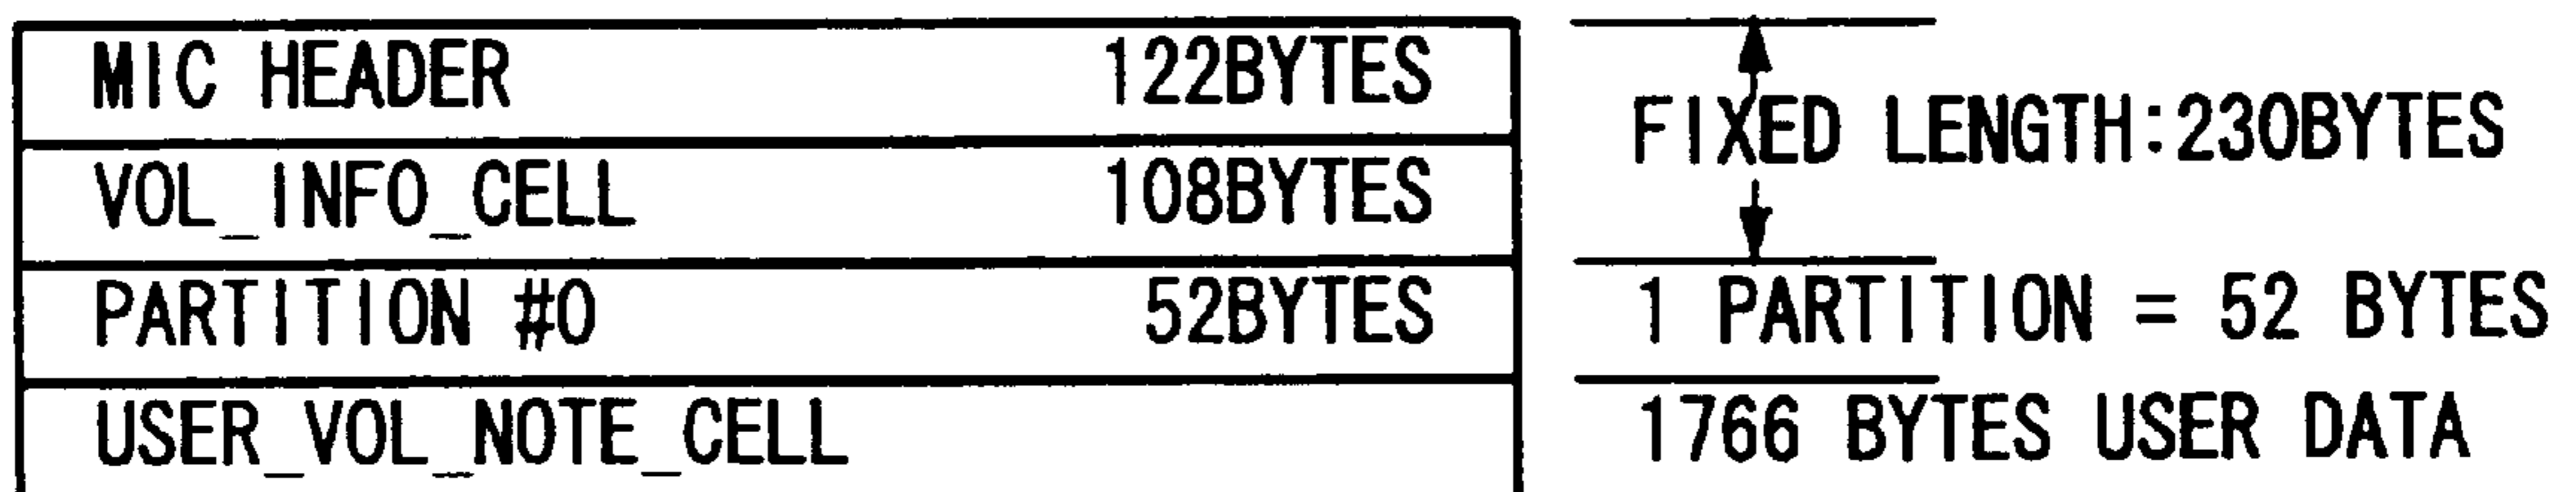 MIC HEADER 122BYTES
FIXED LENGTH:230BYTES
VOL_INFO_CELL 108BYTES
PARTITION #0 52BYTES
1 PARTITION = 52 BYTES
USER_VOL_NOTE_CELL
1766 BYTES USER DATA